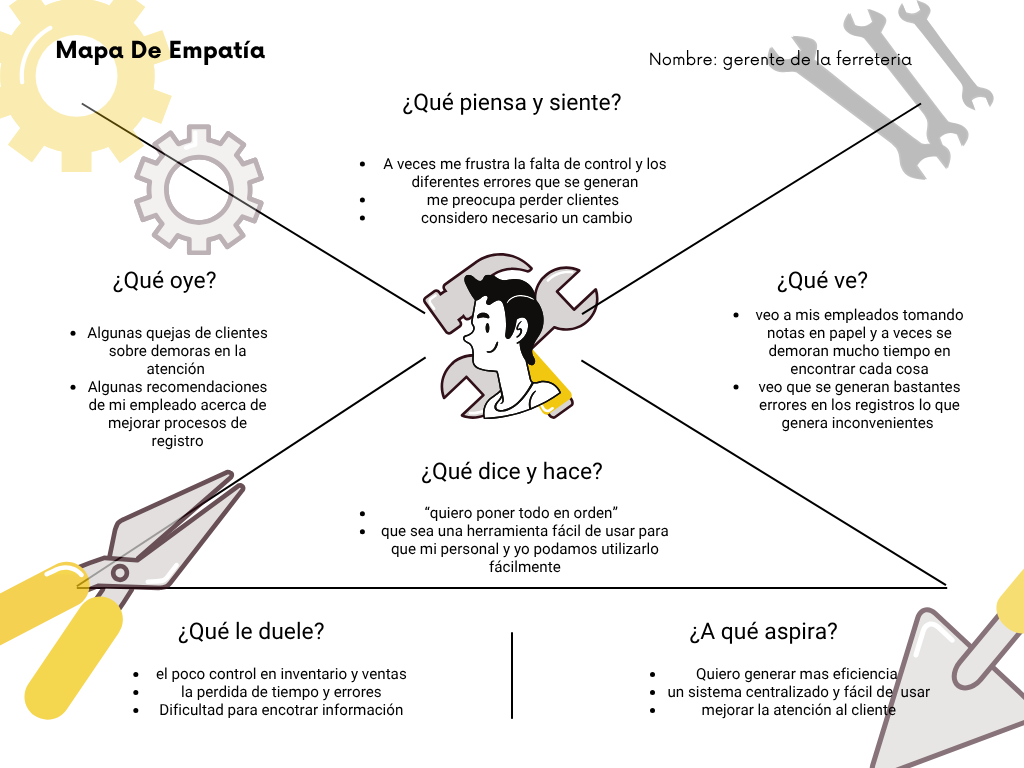 Mapa De Empatía
Nombre: gerente de la ferreteria
¿Qué piensa y siente?
• A veces me frustra la falta de control y los
diferentes errores que se generan
• me preocupa perder clientes
• considero necesario un cambio
¿Qué oye?
• Algunas quejas de clientes
sobre demoras en la
atención
• Algunas recomendaciones
de mi empleado acerca de
mejorar procesos de
registro
¿Qué ve?
• veo a mis empleados tomando
notas en papel y a veces se
demoran mucho tiempo en
encontrar cada cosa
• veo que se generan bastantes
errores en los registros lo que
genera inconvenientes
¿Qué dice y hace?
• “quiero poner todo en orden”
• que sea una herramienta fácil de usar para
que mi personal y yo podamos utilizarlo
fácilmente
¿Qué le duele?
• el poco control en inventario y ventas
• la perdida de tiempo y errores
• Dificultad para encotrar información
¿A qué aspira?
• Quiero generar mas eficiencia
• un sistema centralizado y fácil de usar
• mejorar la atención al cliente